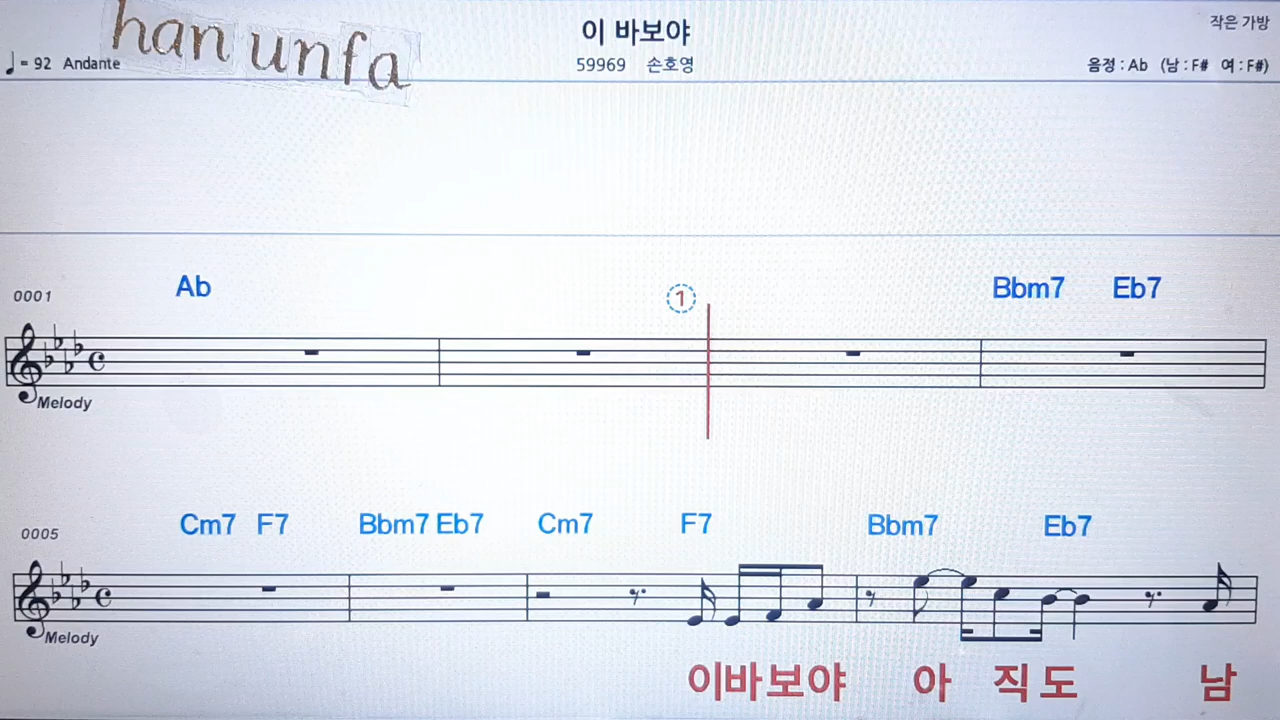 han unfa
이 바보야
작은 가방
♩= 92 Andante
59969 손호영
음정 : Ab (남 : F# 여 : F#)
0001
Ab
1
Bbm7 Eb7
Melody
0005
Cm7 F7 Bbm7 Eb7 Cm7 F7 Bbm7 Eb7
Melody
이바보야 아 직 도 남